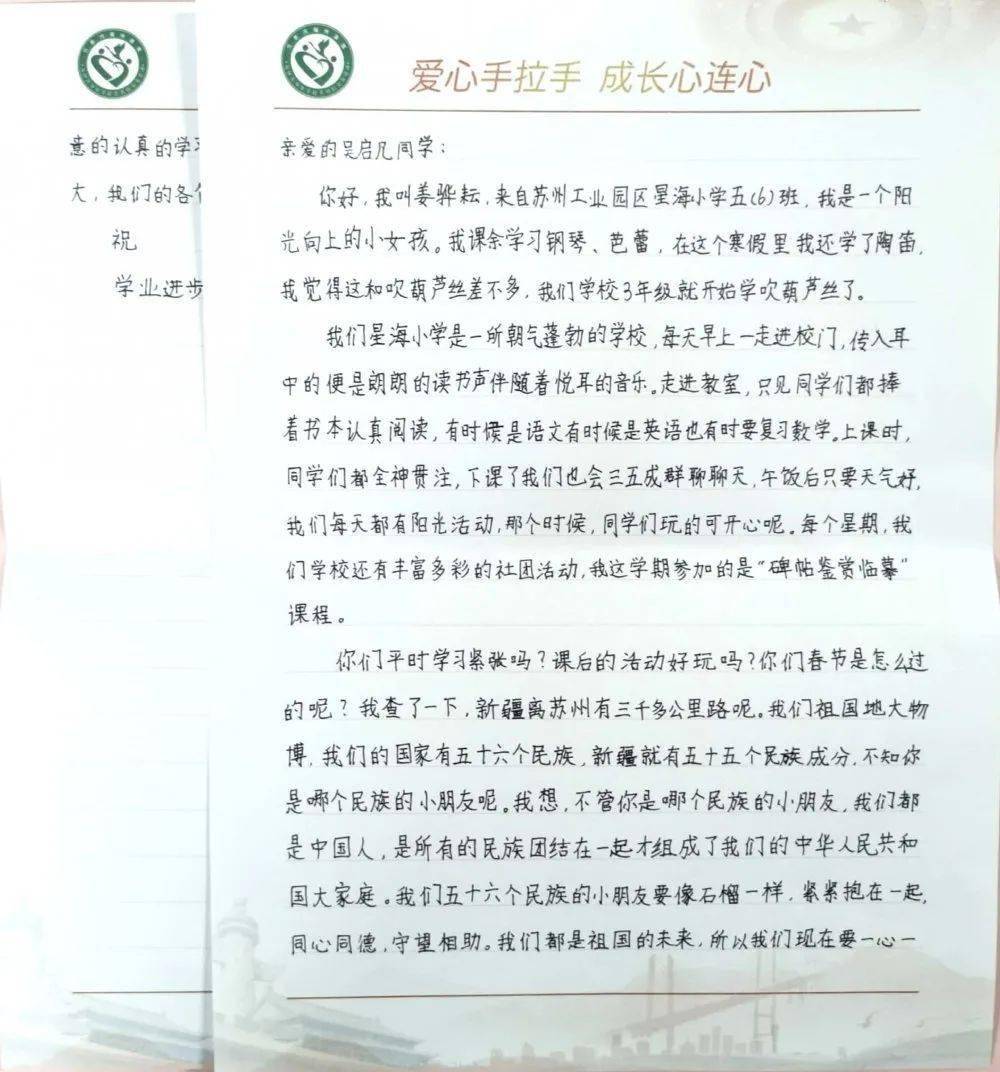 爱心手拉手 成长心连心
亲爱的吴启凡同学：
你好，我叫姜骅耘，来自苏州工业园区星海小学五(6)班，我是一个阳
光向上的小女孩。我课余学习钢琴、芭蕾，在这个寒假里我还学了陶笛，
我觉得这和吹葫芦丝差不多，我们学校3年级就开始学吹葫芦丝了。
我们星海小学是一所朝气蓬勃的学校，每天早上一走进校门，传入耳
中的便是朗朗的读书声伴随着悦耳的音乐。走进教室，只见同学们都捧
着书本认真阅读，有时候是语文有时候是英语也有时要复习数学。上课时，
同学们都全神贯注，下课了我们也会三五成群聊聊天，午饭后只要天气好，
我们每天都有阳光活动，那个时候，同学们玩的可开心呢。每个星期，我
们学校还有丰富多彩的社团活动，我这学期参加的是“碑帖鉴赏临摹”
课程。
你们平时学习紧张吗？课后的活动好玩吗？你们春节是怎么过
的呢？我查了一下，新疆离苏州有三千多公里路呢。我们祖国地大物
博，我们的国家有五十六个民族，新疆就有五十五个民族成分，不知你
是哪个民族的小朋友呢。我想，不管你是哪个民族的小朋友，我们都
是中国人，是所有的民族团结在一起才组成了我们的中华人民共和
国大家庭。我们五十六个民族的小朋友要像石榴一样，紧紧抱在一起，
同心同德，守望相助。我们都是祖国的未来，所以我们现在要一心一
意的认真的学习
大，我们的各个
祝
学业进步